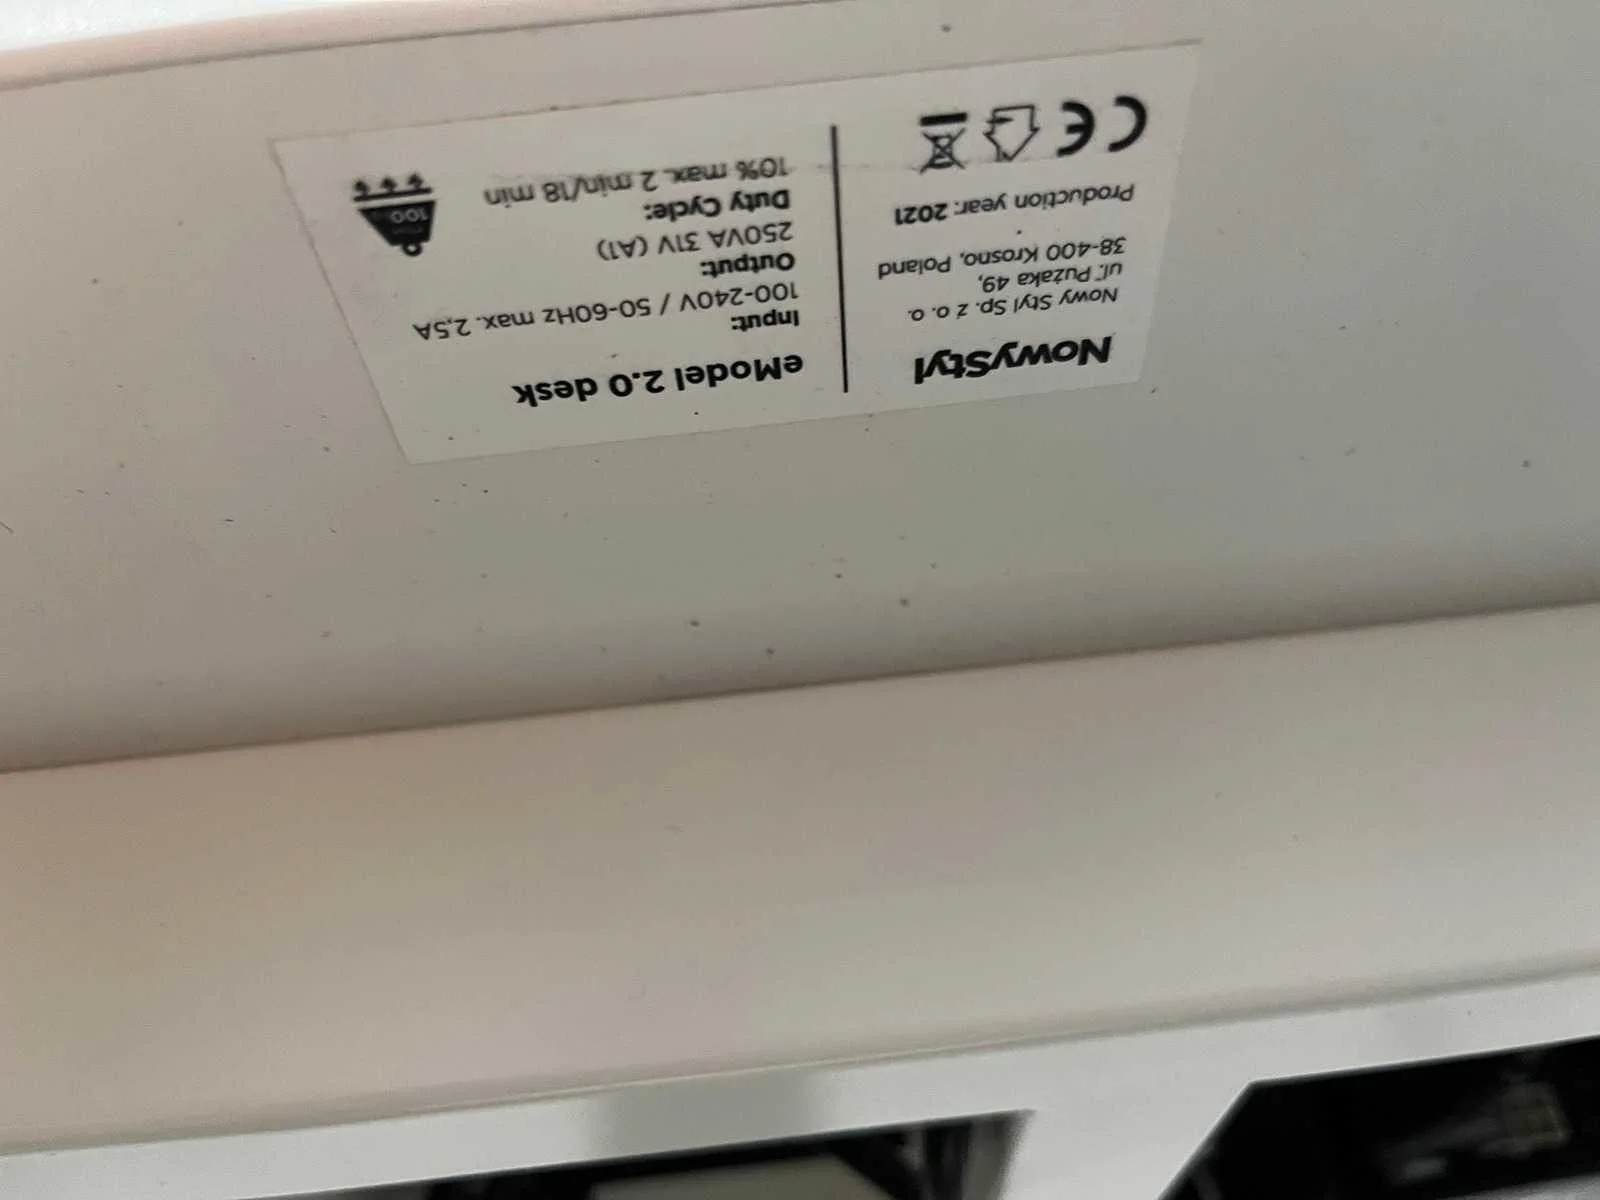 NowyStyl
Nowy Styl Sp. z o. o.
ul. Pużaka 49,
38-400 Krosno, Poland
Production year: 2021
CE
eModel 2.0 desk
Input:
100-240V / 50-60Hz max. 2,5A
Output:
250VA 31V (A1)
Duty Cycle:
10% max. 2 min/18 min
100